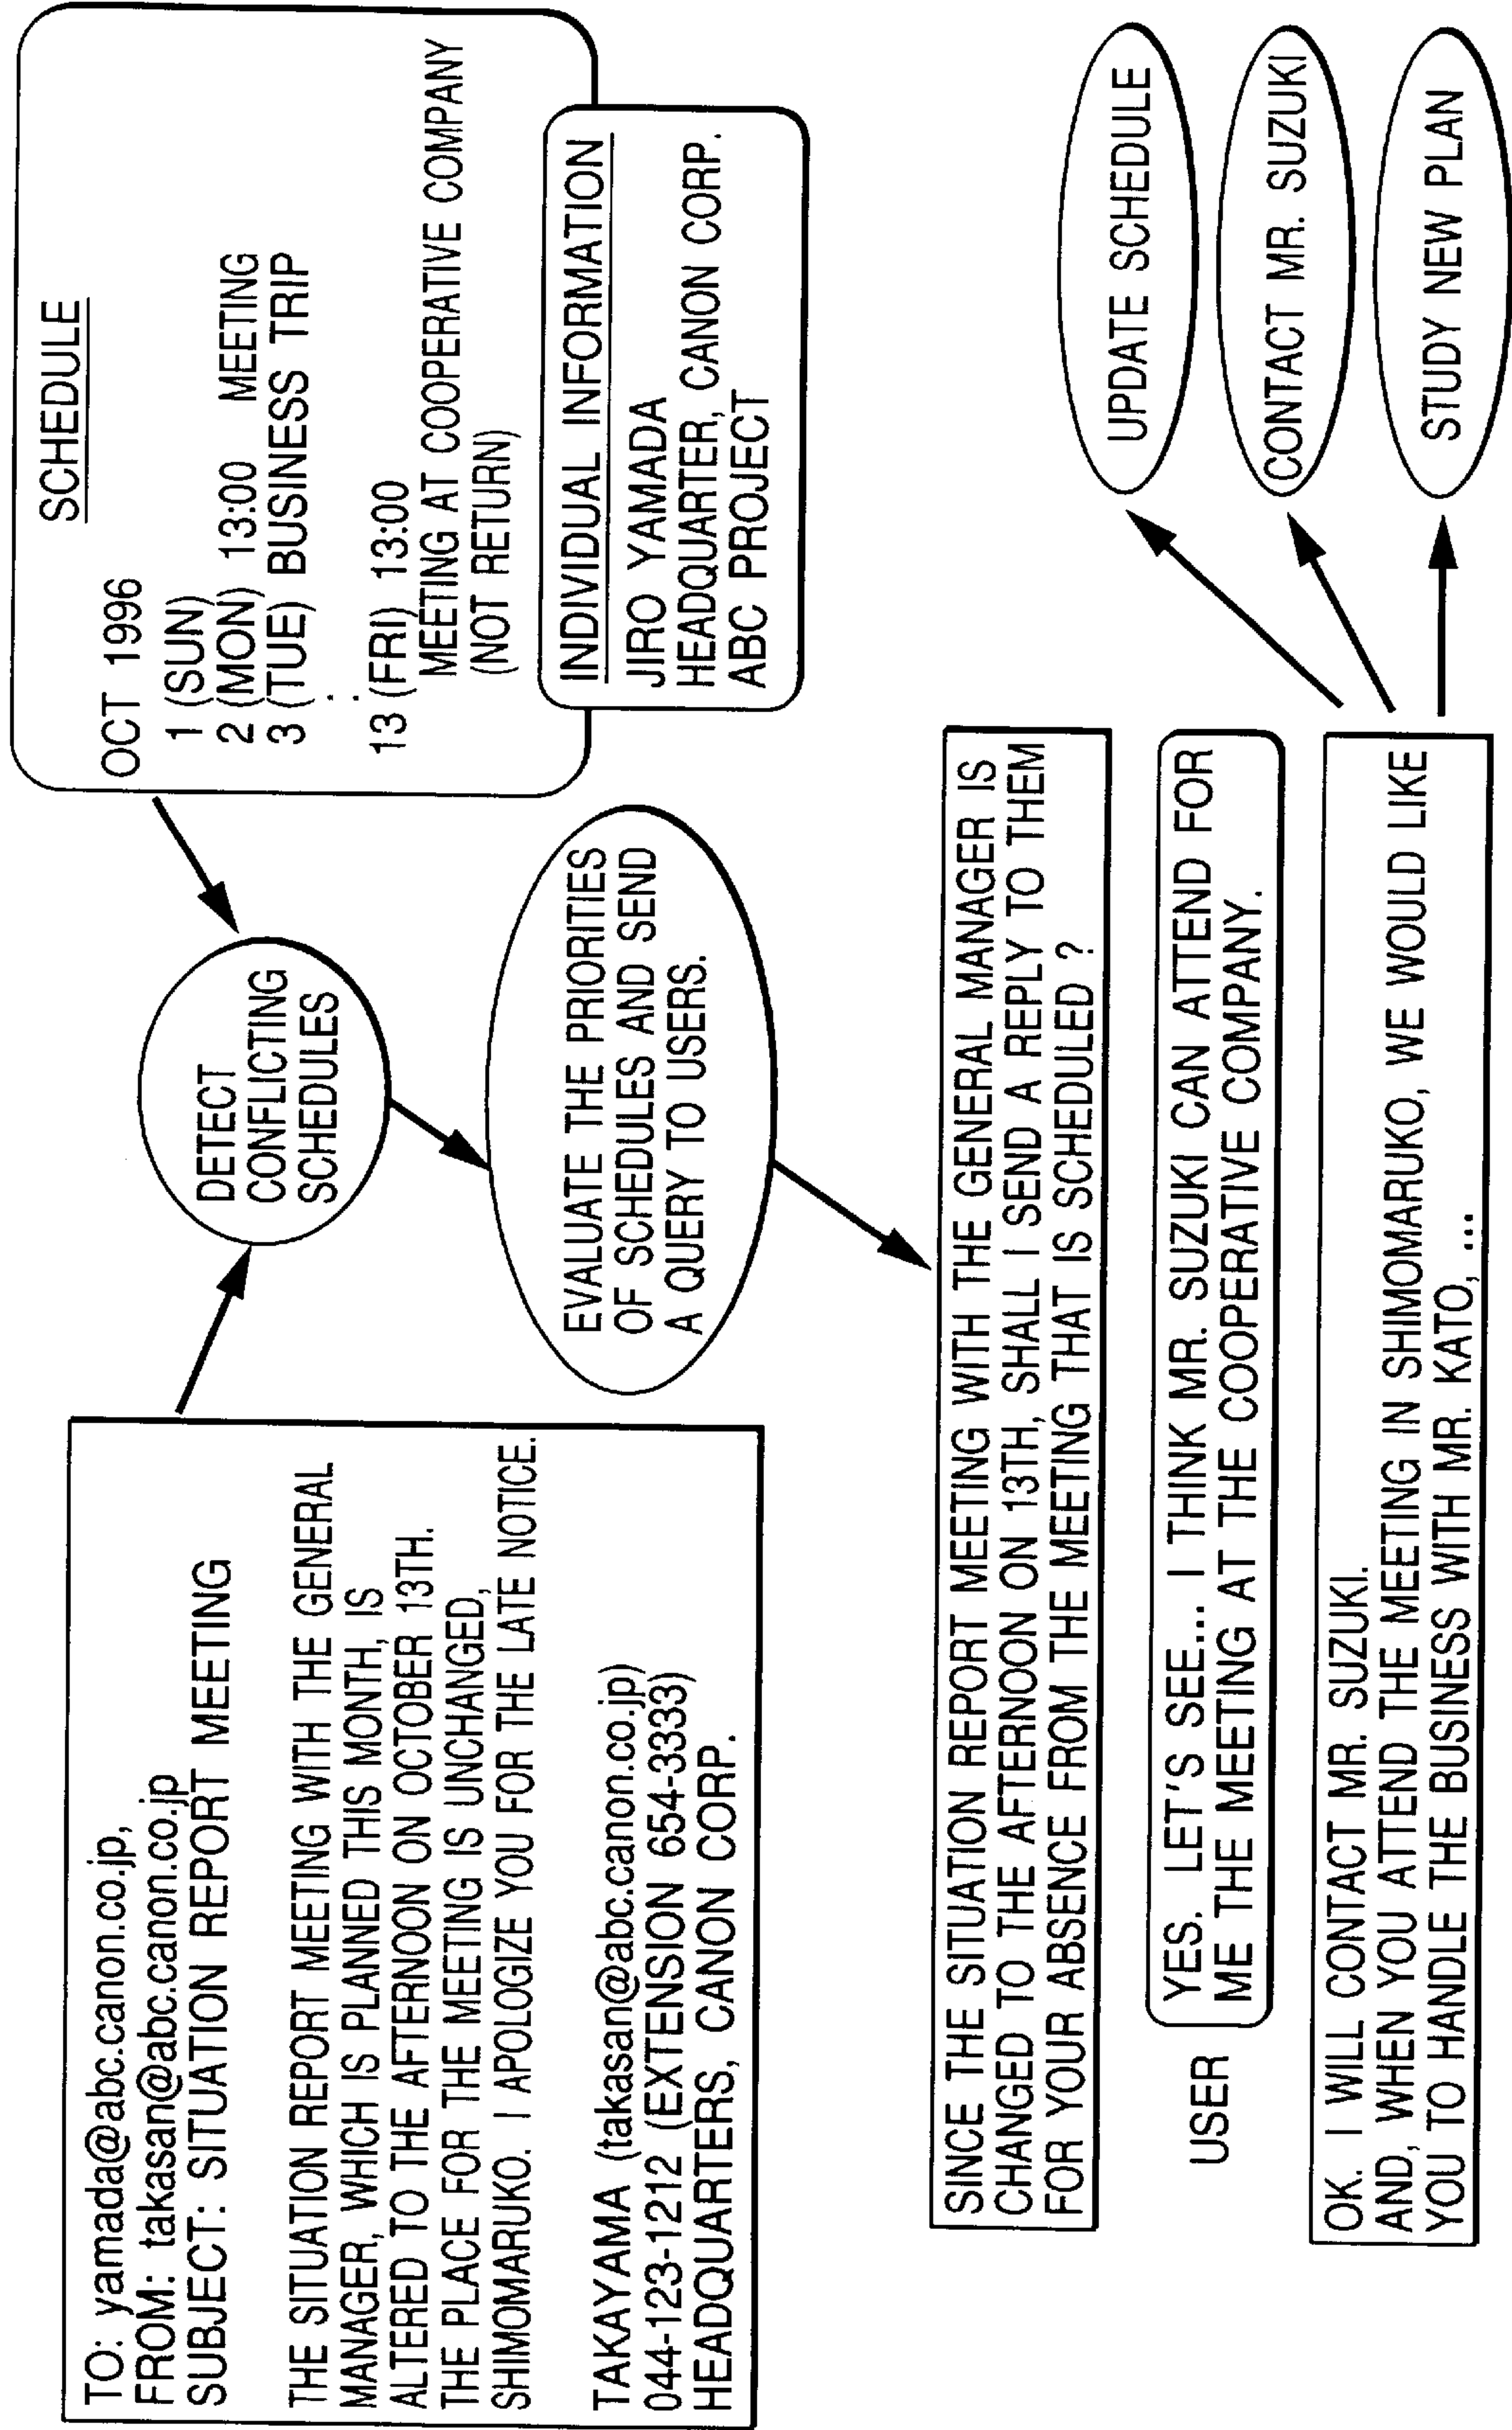 TO: yamada@abc.canon.co.jp,
FROM: takasan@abc.canon.co.jp
SUBJECT: SITUATION REPORT MEETING
THE SITUATION REPORT MEETING WITH THE GENERAL
MANAGER, WHICH IS PLANNED THIS MONTH, IS
ALTERED TO THE AFTERNOON ON OCTOBER 13TH.
THE PLACE FOR THE MEETING IS UNCHANGED,
SHIMOMARUKO. I APOLOGIZE YOU FOR THE LATE NOTICE.
TAKAYAMA (takasan@abc.canon.co.jp)
044-123-1212 (EXTENSION 654-3333)
HEADQUARTERS, CANON CORP.
DETECT
CONFLICTING
SCHEDULES
SCHEDULE
OCT 1996
1 (SUN)
2 (MON) 13:00 MEETING
3 (TUE) BUSINESS TRIP
:
13 (FRI) 13:00
MEETING AT COOPERATIVE COMPANY
(NOT RETURN)
INDIVIDUAL INFORMATION
JIRO YAMADA
HEADQUARTER, CANON CORP.
ABC PROJECT
EVALUATE THE PRIORITIES
OF SCHEDULES AND SEND
A QUERY TO USERS.
SINCE THE SITUATION REPORT MEETING WITH THE GENERAL MANAGER IS
CHANGED TO THE AFTERNOON ON 13TH, SHALL I SEND A REPLY TO THEM
FOR YOUR ABSENCE FROM THE MEETING THAT IS SCHEDULED ?
USER
YES. LET'S SEE... I THINK MR. SUZUKI CAN ATTEND FOR
ME THE MEETING AT THE COOPERATIVE COMPANY.
OK. I WILL CONTACT MR. SUZUKI.
AND, WHEN YOU ATTEND THE MEETING IN SHIMOMARUKO, WE WOULD LIKE
YOU TO HANDLE THE BUSINESS WITH MR. KATO, ...
UPDATE SCHEDULE
CONTACT MR. SUZUKI
STUDY NEW PLAN